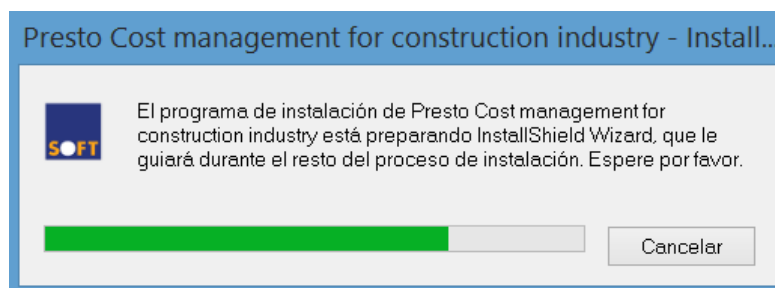 Presto Cost management for construction industry - Install...
El programa de instalación de Presto Cost management for
construction industry está preparando InstallShield Wizard, que le
guiará durante el resto del proceso de instalación. Espere por favor.
SOFT
Cancelar